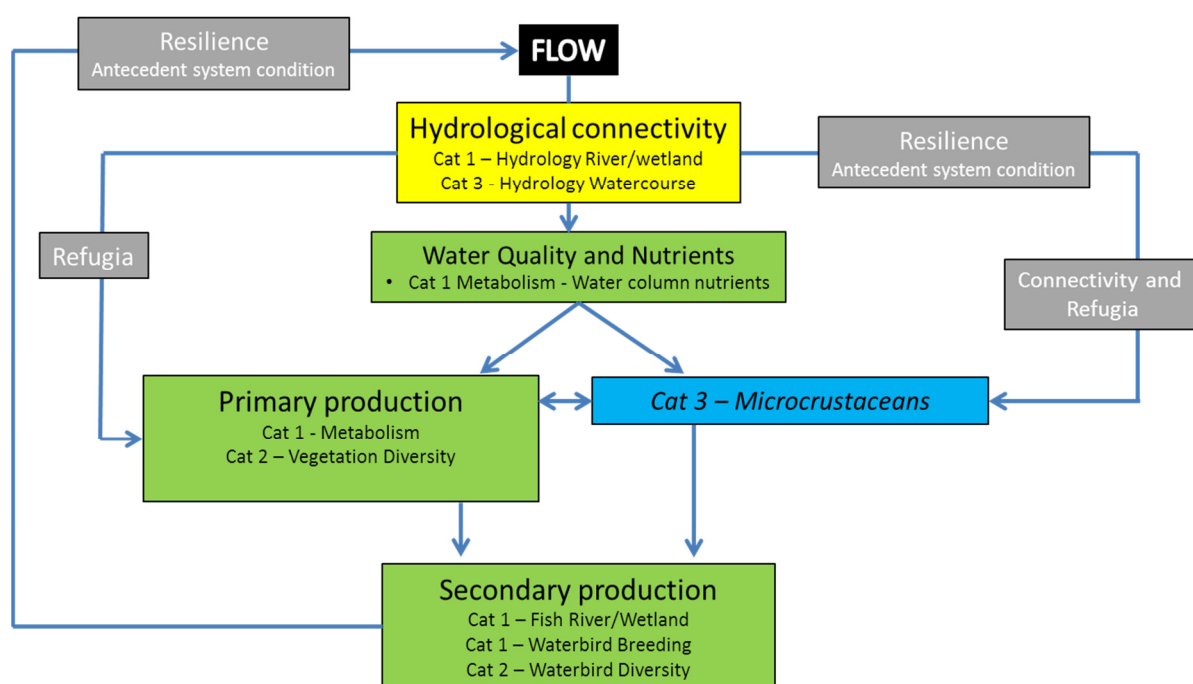 Resilience
Antecedent system condition
FLOW
Hydrological connectivity
Cat 1 – Hydrology River/wetland
Cat 3 - Hydrology Watercourse
Resilience
Antecedent system condition
Refugia
Water Quality and Nutrients
• Cat 1 Metabolism - Water column nutrients
Connectivity and
Refugia
Primary production
Cat 1 - Metabolism
Cat 2 – Vegetation Diversity
Cat 3 – Microcrustaceans
Secondary production
Cat 1 – Fish River/Wetland
Cat 1 – Waterbird Breeding
Cat 2 – Waterbird Diversity